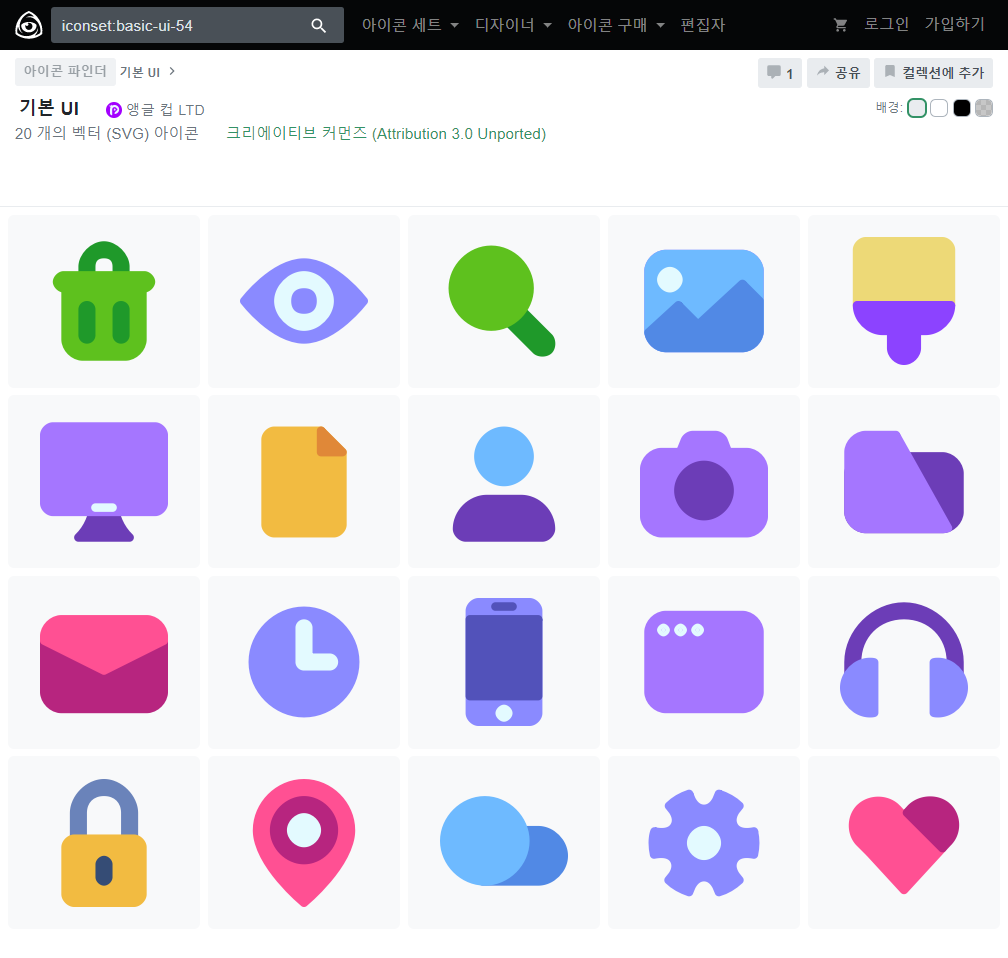 iconset:basic-ui-54
아이콘 세트
디자이너
아이콘 구매
편집자
로그인
가입하기
아이콘 파인더
기본 UI
1
공유
컬렉션에 추가
기본 UI
앵글 컵 LTD
배경:
20 개의 벡터 (SVG) 아이콘
크리에이티브 커먼즈 (Attribution 3.0 Unported)